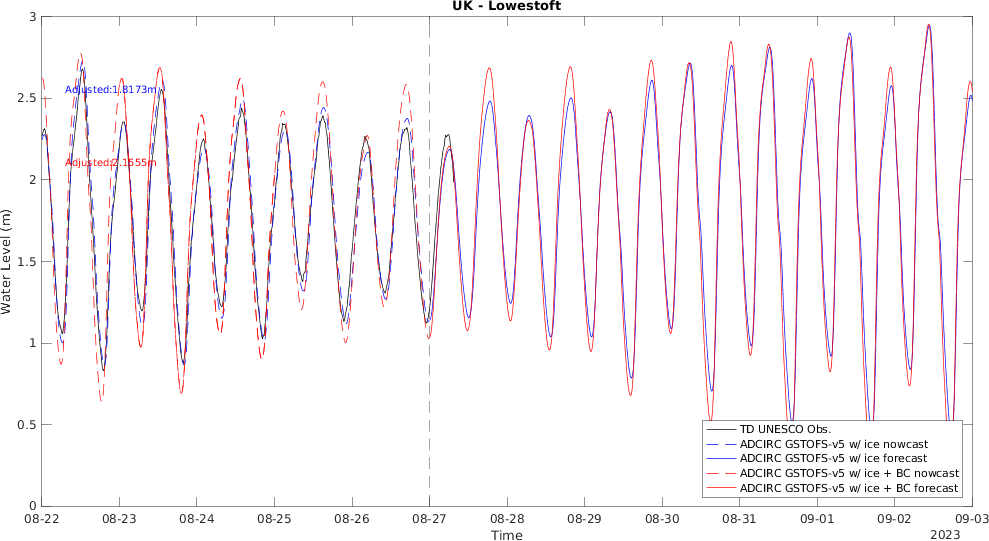 UK - Lowestoft
3
2.5
2
1.5
1
0.5
0
Water Level (m)
Adjusted:1.8173m
Adjusted:2.1555m
TD UNESCO Obs.
ADCIRC GSTOFS-v5 w/ ice nowcast
ADCIRC GSTOFS-v5 w/ ice forecast
ADCIRC GSTOFS-v5 w/ ice + BC nowcast
ADCIRC GSTOFS-v5 w/ ice + BC forecast
08-22 08-23 08-24 08-25 08-26 08-27 08-28 08-29 08-30 08-31 09-01 09-02 09-03
Time
2023